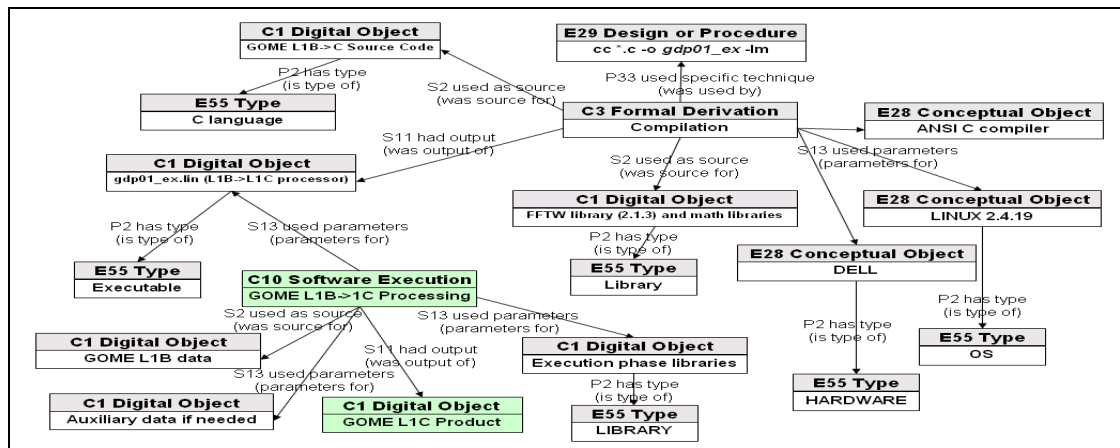 C1 Digital Object
GOME L1B->C Source Code
E29 Design or Procedure
cc *.c -o gdp01_ex -lm
P2 has type
(is type of)
S2 used as source
(was source for)
P33 used specific technique
(was used by)
E55 Type
C language
C3 Formal Derivation
Compilation
E28 Conceptual Object
ANSI C compiler
S11 had output
(was output of)
S13 used parameters
(parameters for)
C1 Digital Object
gdp01_ex.lin (L1B->L1C processor)
S2 used as source
(was source for)
C1 Digital Object
FFTW library (2.1.3) and math libraries
E28 Conceptual Object
LINUX 2.4.19
P2 has type
(is type of)
S13 used parameters
(parameters for)
P2 has type
(is type of)
E55 Type
Executable
E55 Type
Library
E28 Conceptual Object
DELL
C10 Software Execution
GOME L1B->1C Processing
S2 used as source
(was source for)
S13 used parameters
(parameters for)
P2 has type
(is type of)
P2 has type
(is type of)
C1 Digital Object
GOME L1B data
S11 had output
(was output of)
C1 Digital Object
Execution phase libraries
E55 Type
OS
S13 used parameters
(parameters for)
P2 has type
(is type of)
E55 Type
HARDWARE
C1 Digital Object
Auxiliary data if needed
C1 Digital Object
GOME L1C Product
E55 Type
LIBRARY